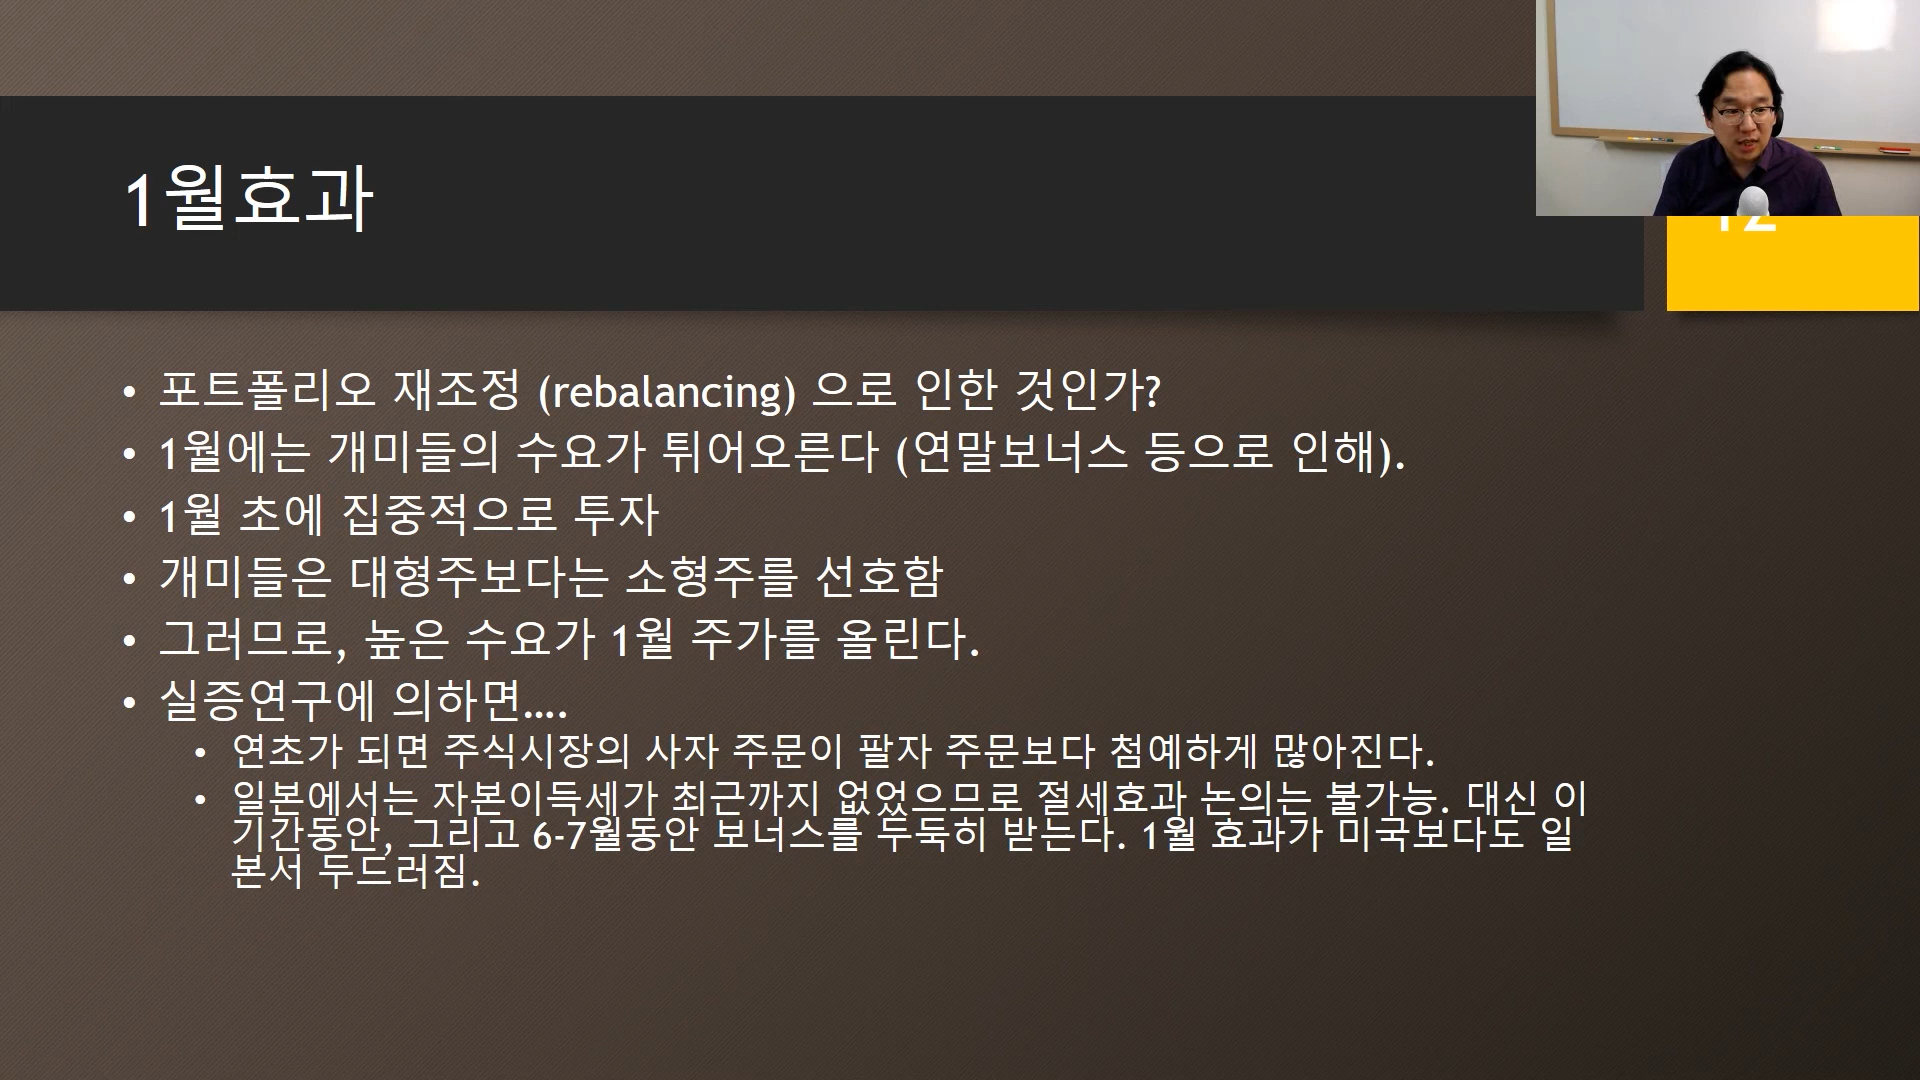 1월효과
• 포트폴리오 재조정 (rebalancing) 으로 인한 것인가?
• 1월에는 개미들의 수요가 튀어오른다 (연말보너스 등으로 인해).
• 1월 초에 집중적으로 투자
• 개미들은 대형주보다는 소형주를 선호함
• 그러므로, 높은 수요가 1월 주가를 올린다.
• 실증연구에 의하면....
• 연초가 되면 주식시장의 사자 주문이 팔자 주문보다 첨예하게 많아진다.
• 일본에서는 자본이득세가 최근까지 없었으므로 절세효과 논의는 불가능. 대신 이
기간동안, 그리고 6-7월동안 보너스를 두둑히 받는다. 1월 효과가 미국보다도 일
본서 두드러짐.